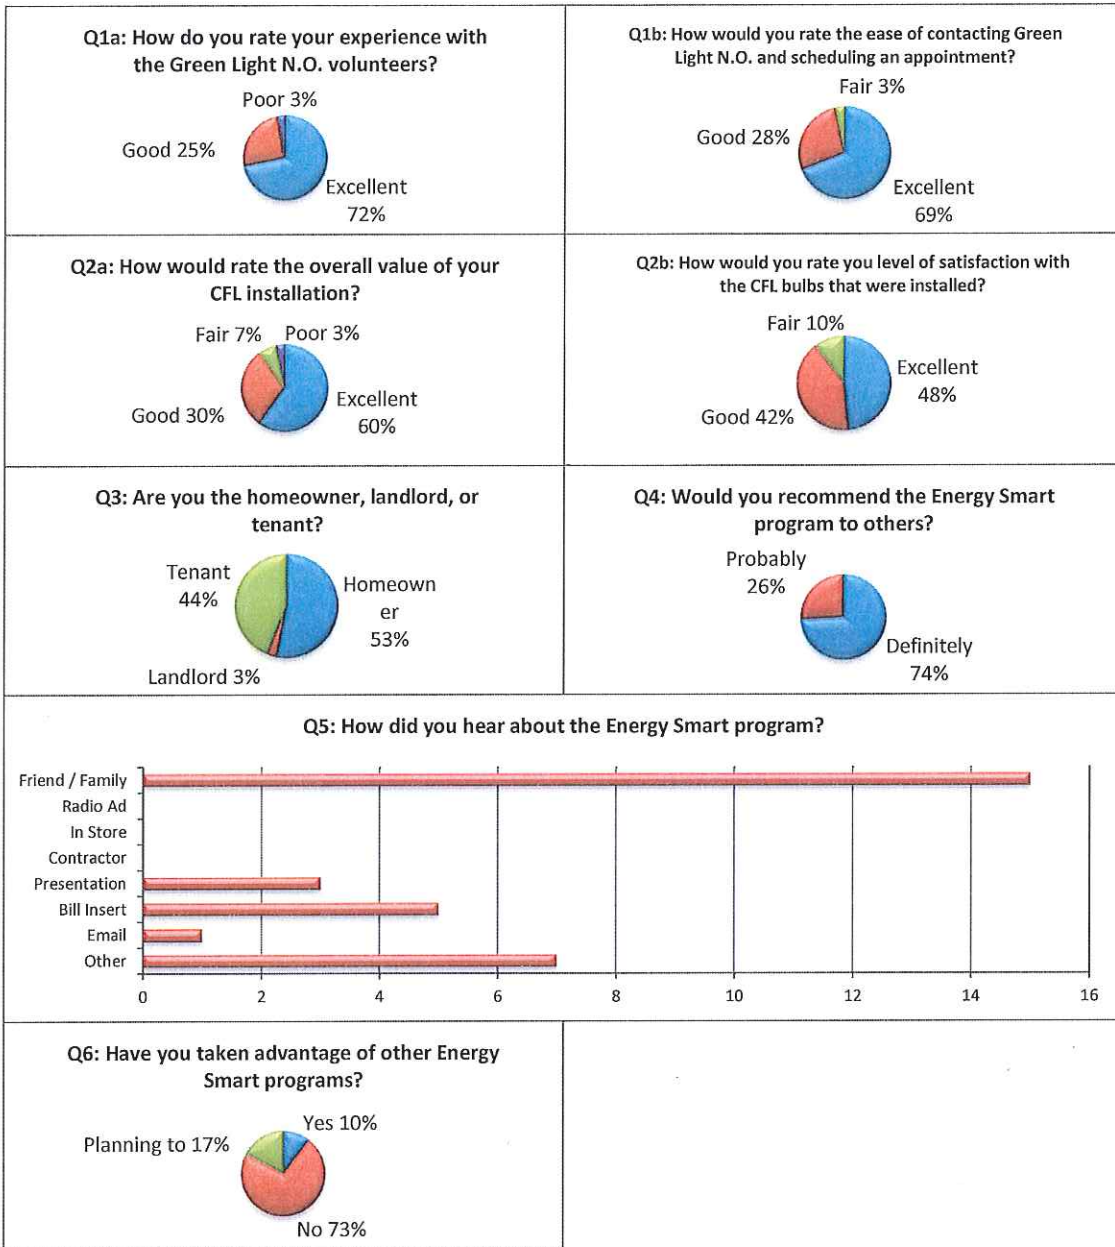 Q1a: How do you rate your experience with
the Green Light N.O. volunteers?
Poor 3%
Good 25%
Excellent
72%
Q1b: How would you rate the ease of contacting Green
Light N.O. and scheduling an appointment?
Fair 3%
Good 28%
Excellent
69%
Q2a: How would rate the overall value of your
CFL installation?
Fair 7%
Poor 3%
Good 30%
Excellent
60%
Q2b: How would you rate you level of satisfaction with
the CFL bulbs that were installed?
Fair 10%
Excellent
48%
Good 42%
Q3: Are you the homeowner, landlord, or
tenant?
Tenant
44%
Homeown
er
53%
Landlord 3%
Q4: Would you recommend the Energy Smart
program to others?
Probably
26%
Definitely
74%
Q5: How did you hear about the Energy Smart program?
Friend / Family
Radio Ad
In Store
Contractor
Presentation
Bill Insert
Email
Other
0 2 4 6 8 10 12 14 16
Q6: Have you taken advantage of other Energy
Smart programs?
Yes 10%
Planning to 17%
No 73%